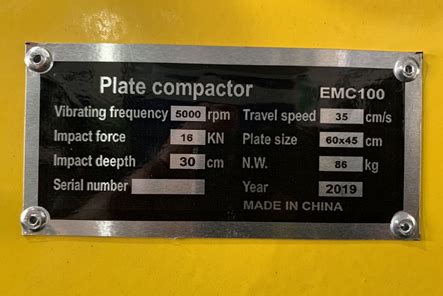 Plate compactor EMC100
Vibrating frequency 5000 rpm Travel speed 35 cm/s
Impact force 16 KN Plate size 60x45 cm
Impact deepth 30 cm N.W. 86 kg
Serial number Year 2019
MADE IN CHINA